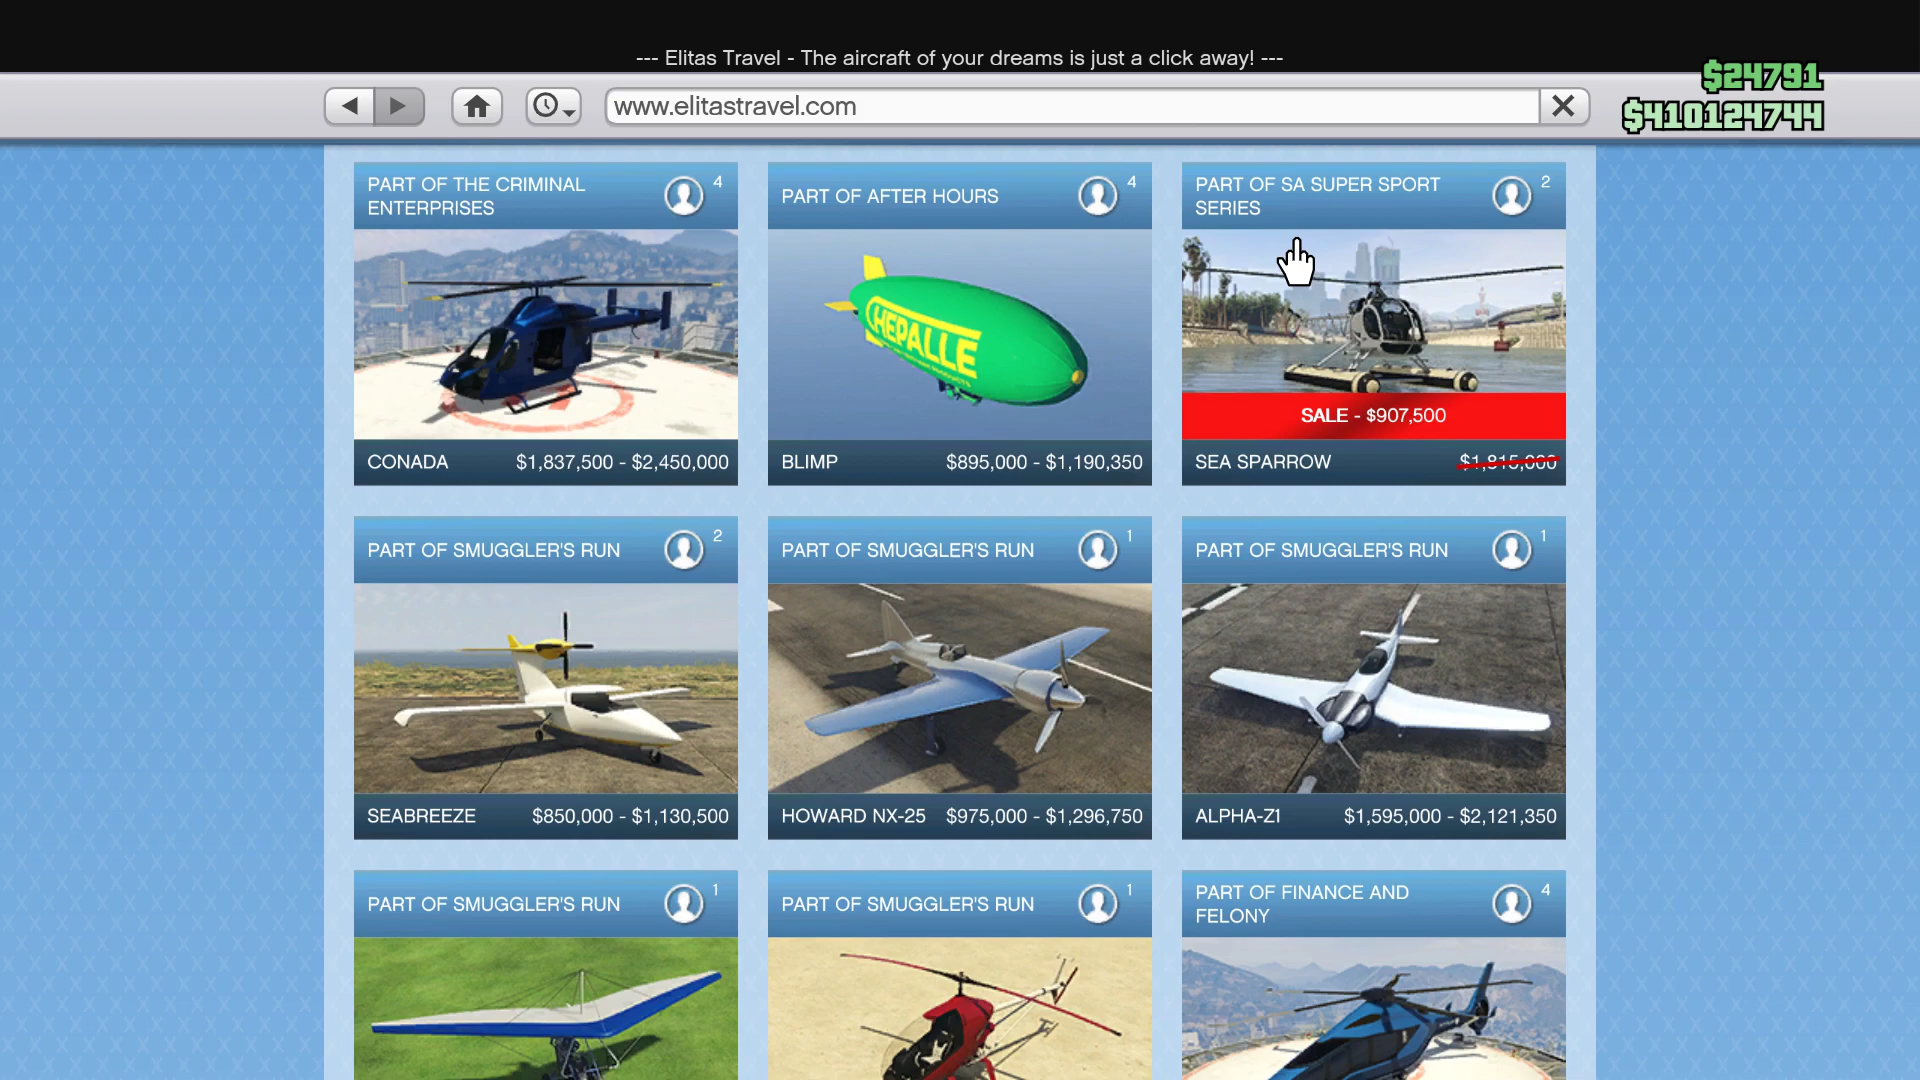 --- Elitas Travel - The aircraft of your dreams is just a click away! ---
$24791
www.elitastravel.com
$410124744
PART OF THE CRIMINAL
ENTERPRISES
4
PART OF AFTER HOURS
4
PART OF SA SUPER SPORT
SERIES
2
CHEPALLE
SALE - $907,500
CONADA
$1,837,500 - $2,450,000
BLIMP
$895,000 - $1,190,350
SEA SPARROW
$1,815,000
PART OF SMUGGLER'S RUN
2
PART OF SMUGGLER'S RUN
1
PART OF SMUGGLER'S RUN
1
SEABREEZE
$850,000 - $1,130,500
HOWARD NX-25
$975,000 - $1,296,750
ALPHA-Z1
$1,595,000 - $2,121,350
PART OF SMUGGLER'S RUN
1
PART OF SMUGGLER'S RUN
1
PART OF FINANCE AND
FELONY
4